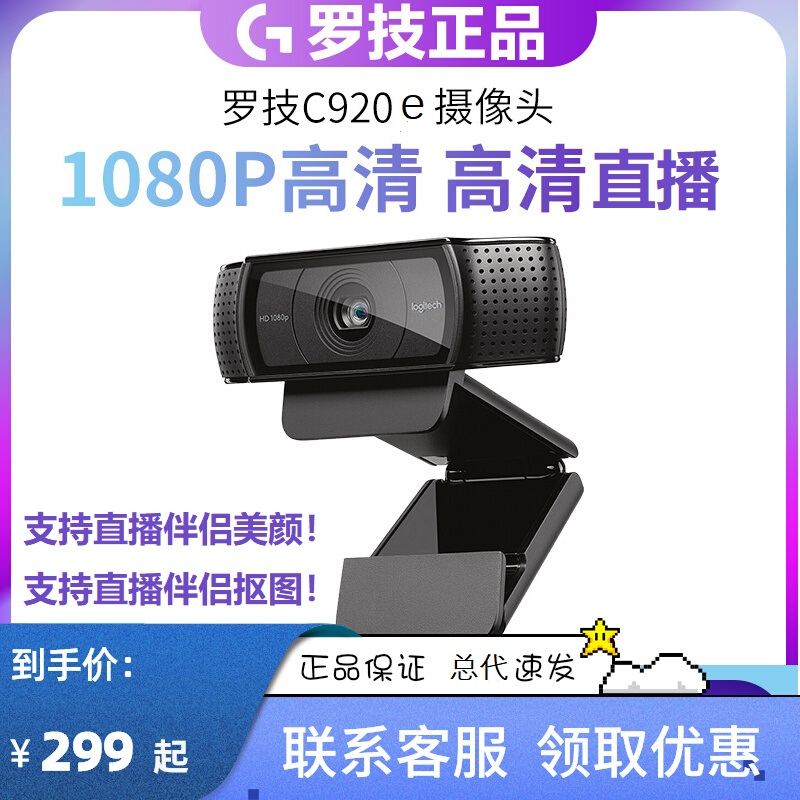 罗技正品
罗技C920e摄像头
1080P高清 高清直播
HD 1080p
logitech
支持直播伴侣美颜！
支持直播伴侣抠图！
到手价：
正品保证 总代速发
￥299 起
联系客服 领取优惠